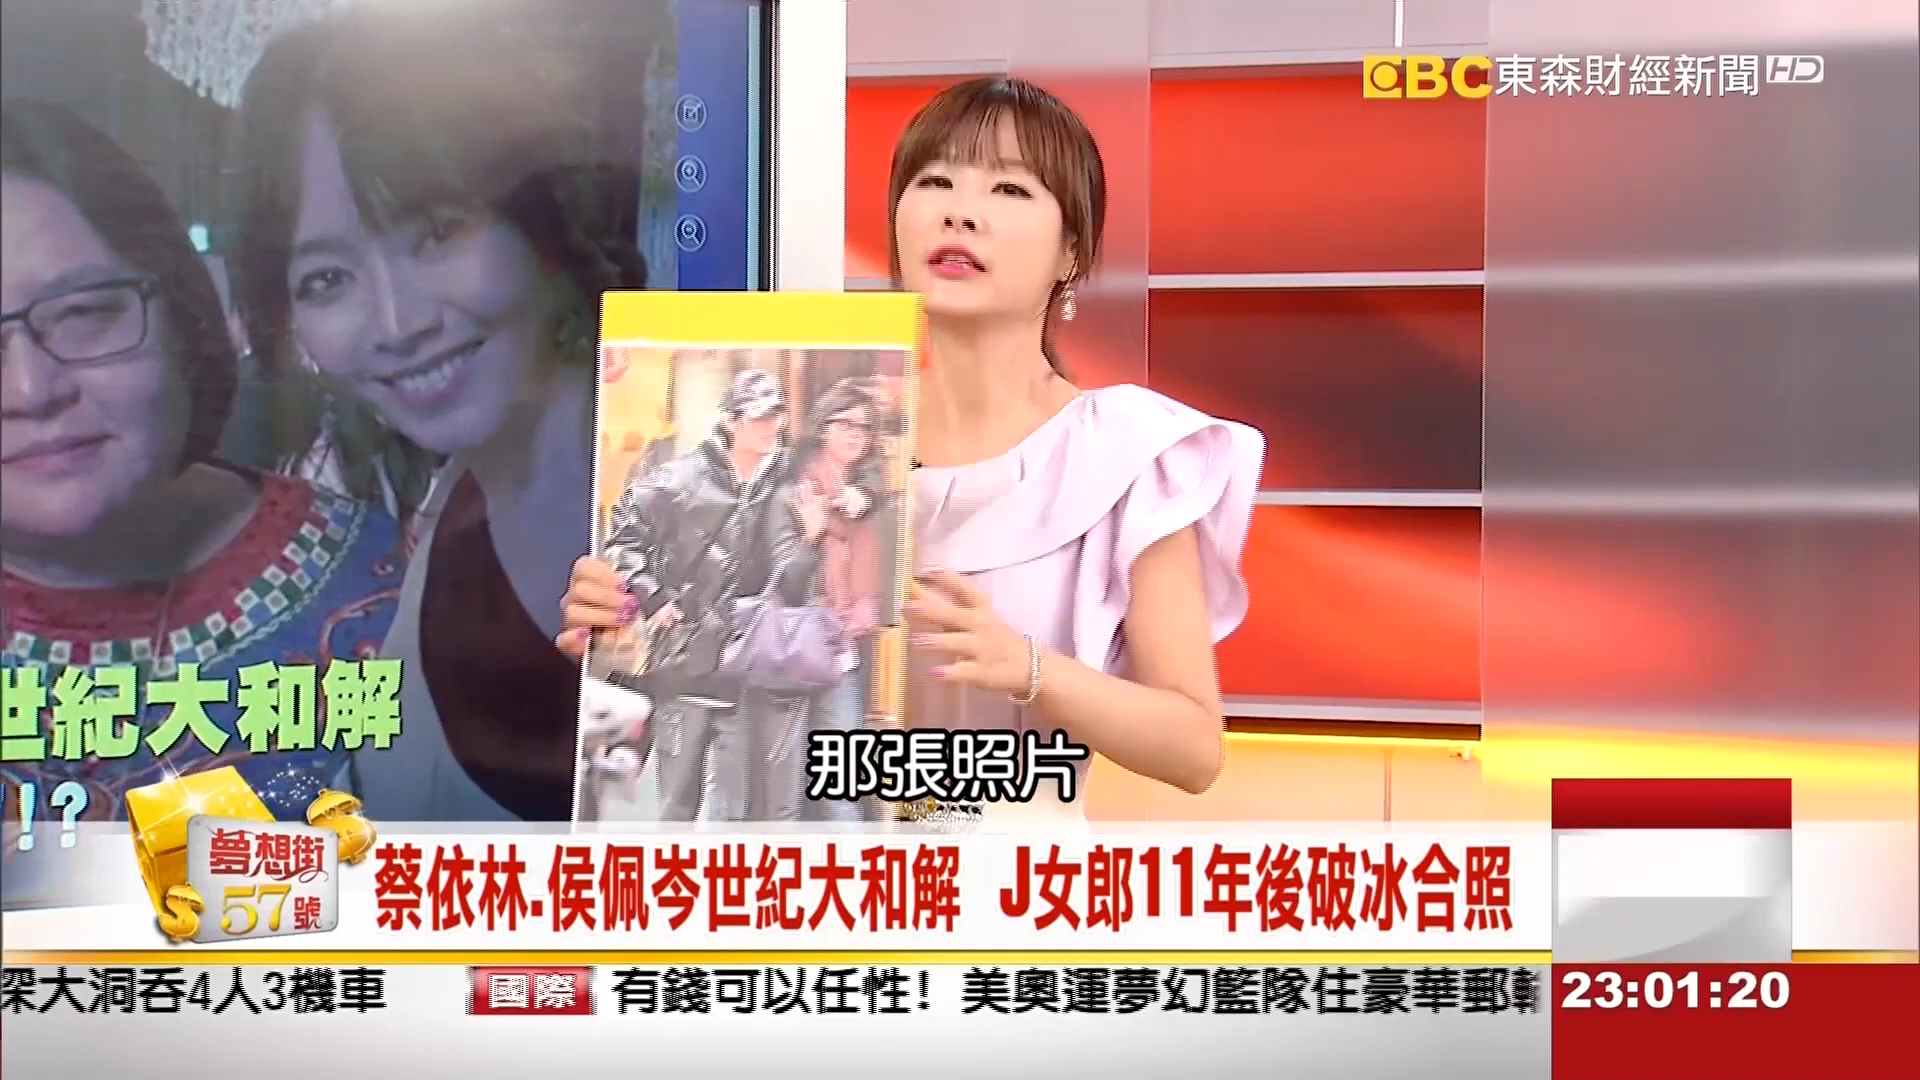 EBC東森財經新聞HD
世紀大和解
!?
那張照片
夢想街
57號
蔡依林.侯佩岑世紀大和解 J女郎11年後破冰合照
深大洞吞4人3機車 國際 有錢可以任性! 美奧運夢幻籃隊住豪華郵輪
23:01:20